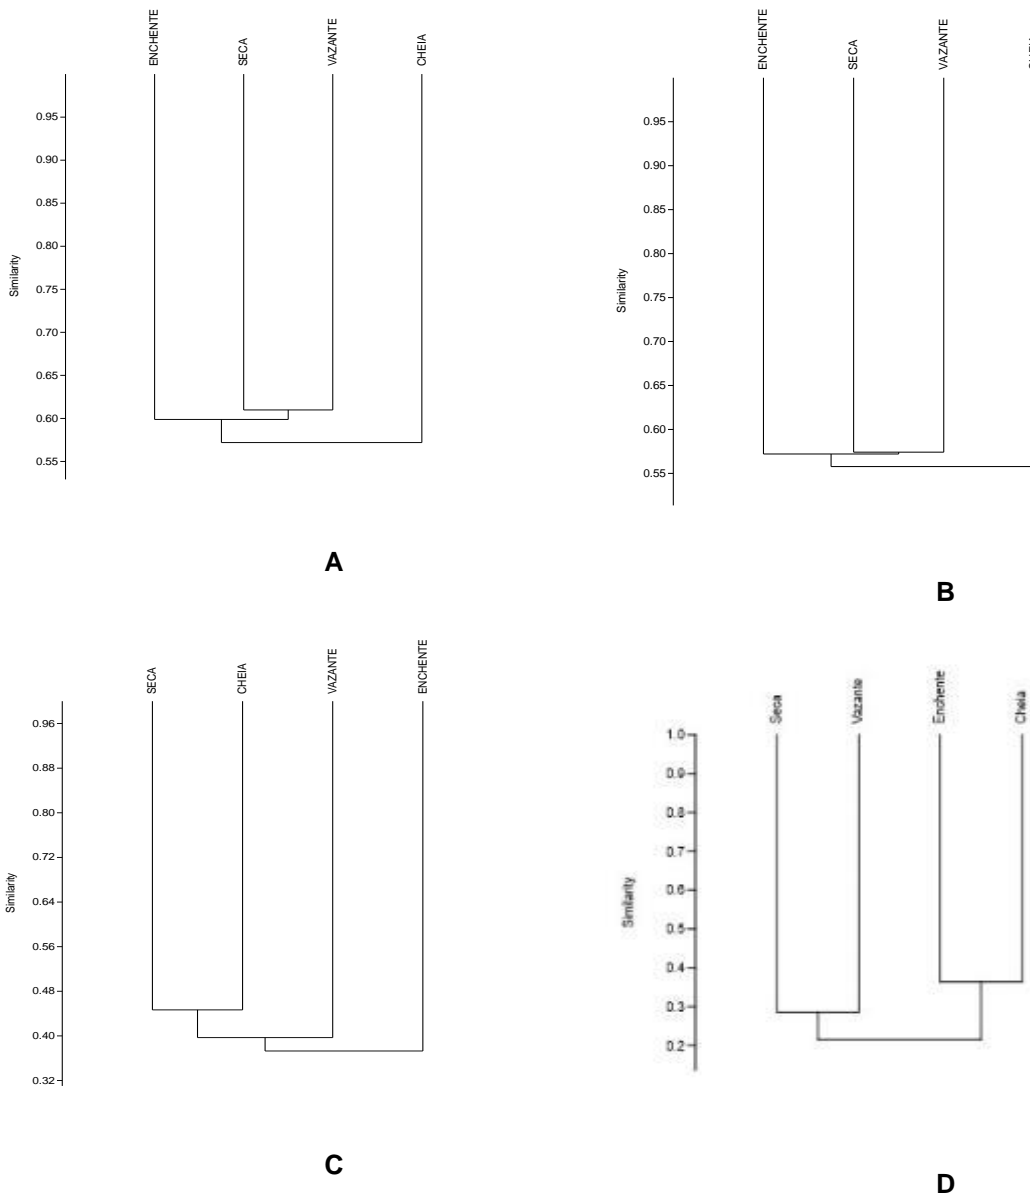 ENCHENTE
SECA
VAZANTE
CHEIA
0.95
0.90
0.85
0.80
0.75
0.70
0.65
0.60
0.55
Similarity
A
ENCHENTE
SECA
VAZANTE
0.95
0.90
0.85
0.80
0.75
0.70
0.65
0.60
0.55
Similarity
B
SECA
CHEIA
VAZANTE
ENCHENTE
0.96
0.88
0.80
0.72
0.64
0.56
0.48
0.40
0.32
Similarity
C
Seca
Vazante
Enchente
Cheia
1.0
0.9
0.8
0.7
0.6
0.5
0.4
0.3
0.2
Similarity
D